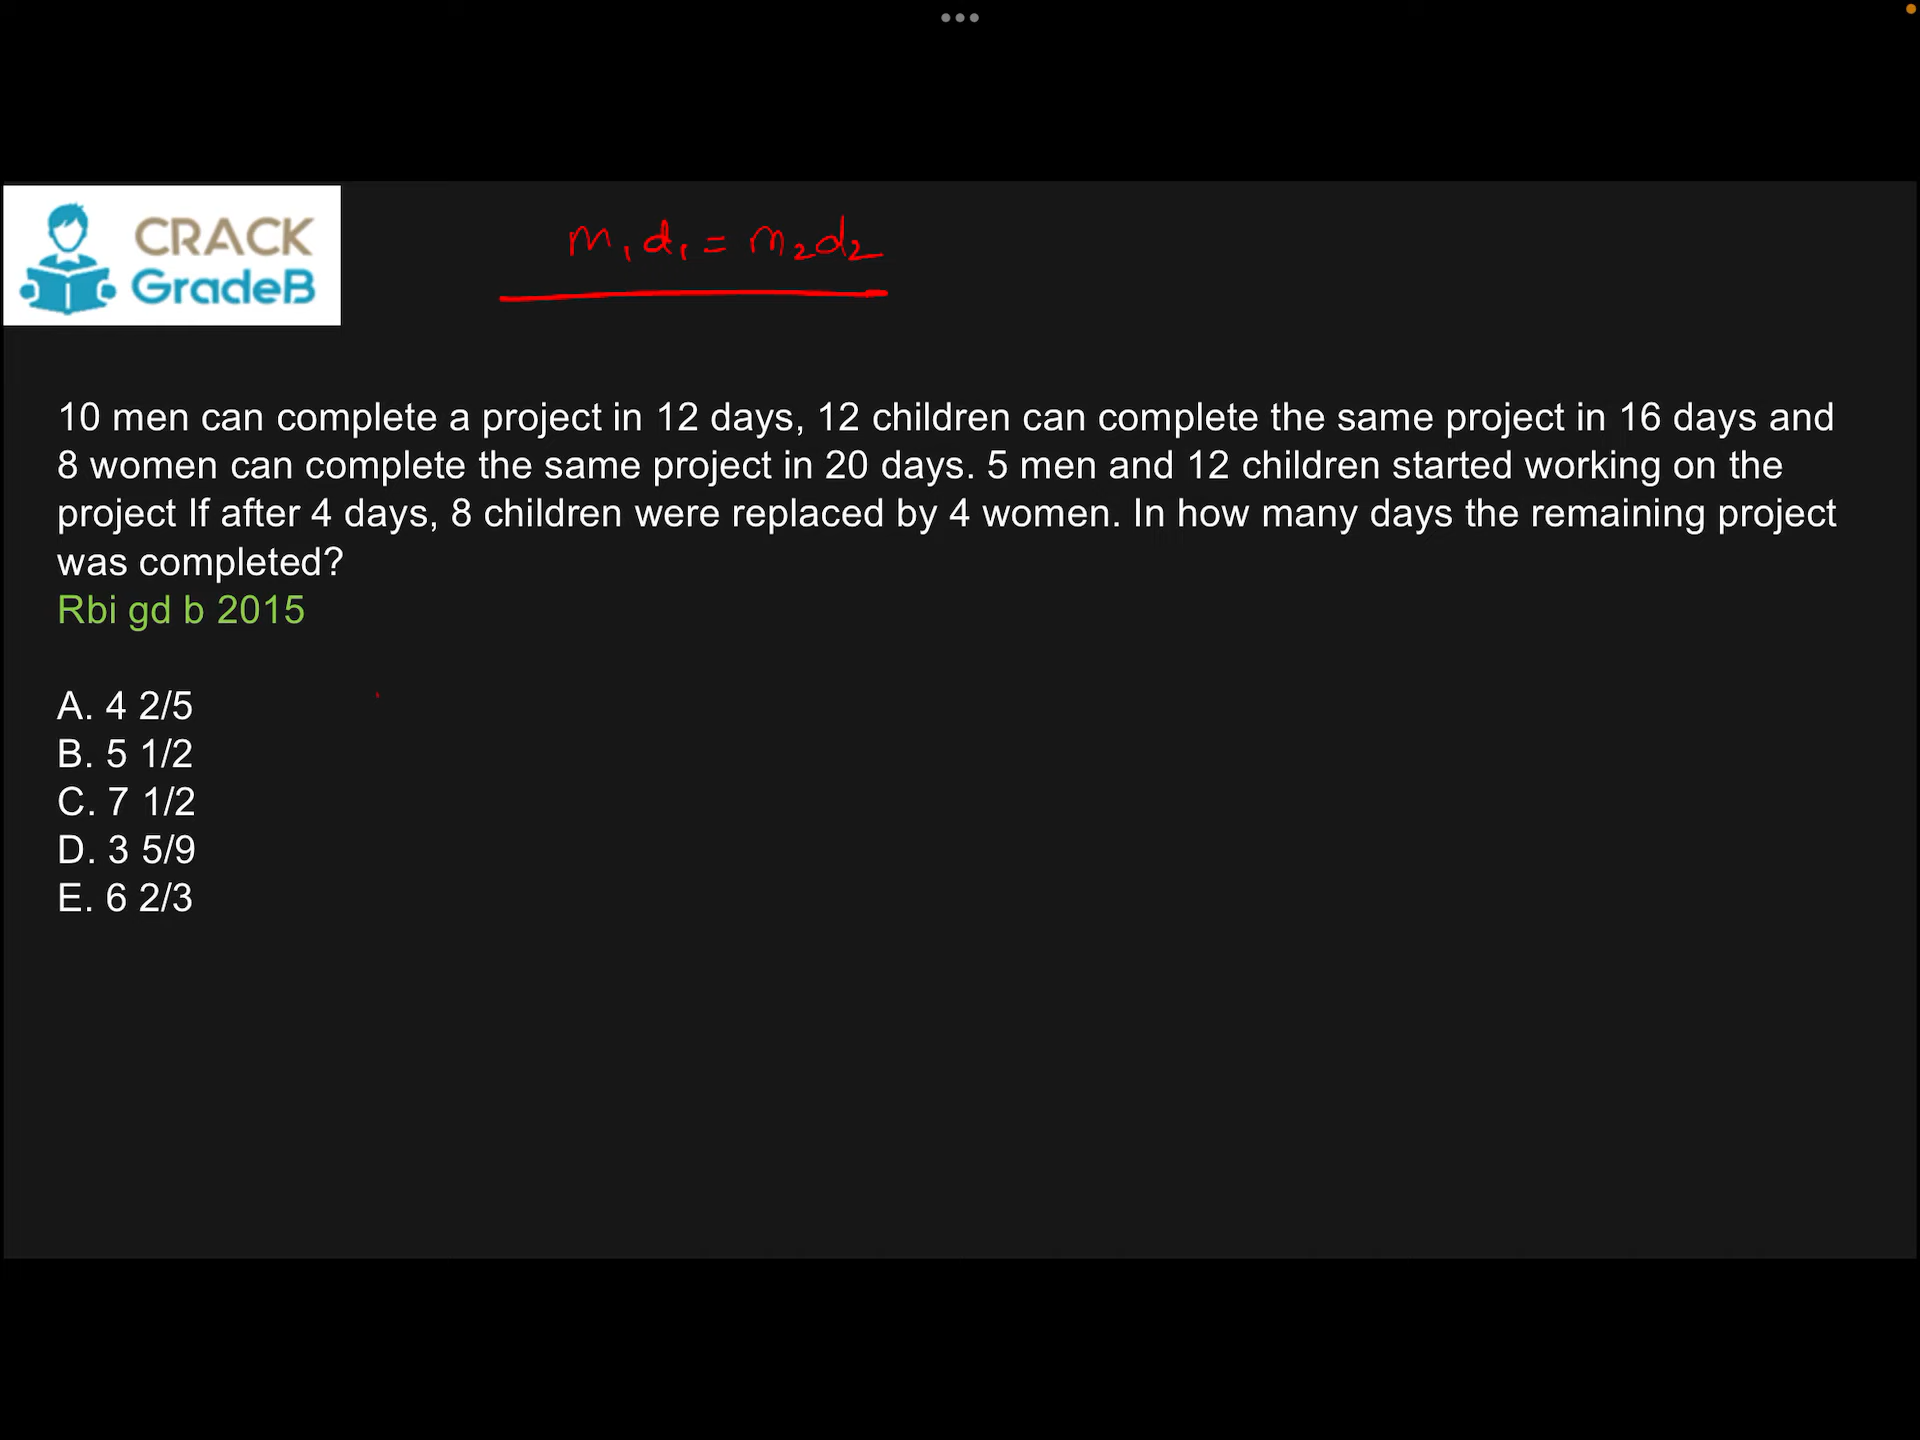 CRACK
GradeB
m₁d₁ = m₂d₂
10 men can complete a project in 12 days, 12 children can complete the same project in 16 days and
8 women can complete the same project in 20 days. 5 men and 12 children started working on the
project If after 4 days, 8 children were replaced by 4 women. In how many days the remaining project
was completed?
Rbi gd b 2015
A. 4 2/5
B. 5 1/2
C. 7 1/2
D. 3 5/9
E. 6 2/3